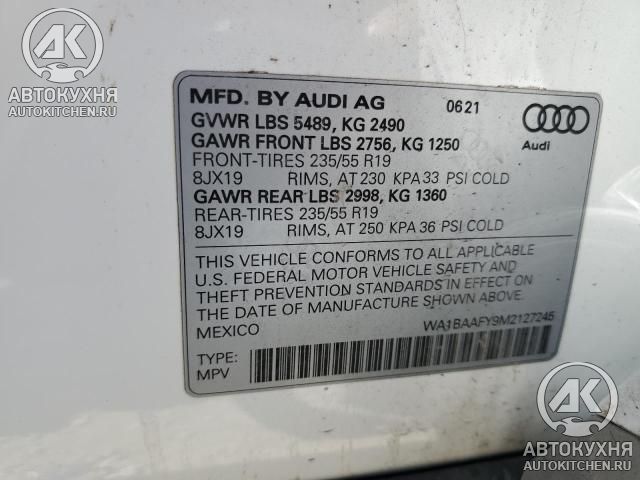 AK
АВТОКУХНЯ
AUTOKITCHEN.RU
MFD. BY AUDI AG 0621
GVWR LBS 5489, KG 2490
GAWR FRONT LBS 2756, KG 1250
FRONT-TIRES 235/55 R19
8JX19 RIMS, AT 230 KPA 33 PSI COLD
GAWR REAR LBS 2998, KG 1360
REAR-TIRES 235/55 R19
8JX19 RIMS, AT 250 KPA 36 PSI COLD
Audi
THIS VEHICLE CONFORMS TO ALL APPLICABLE
U.S. FEDERAL MOTOR VEHICLE SAFETY AND
THEFT PREVENTION STANDARDS IN EFFECT ON
THE DATE OF MANUFACTURE SHOWN ABOVE.
MEXICO WA1BAAFY9M2127245
TYPE:
MPV
AK
АВТОКУХНЯ
AUTOKITCHEN.RU